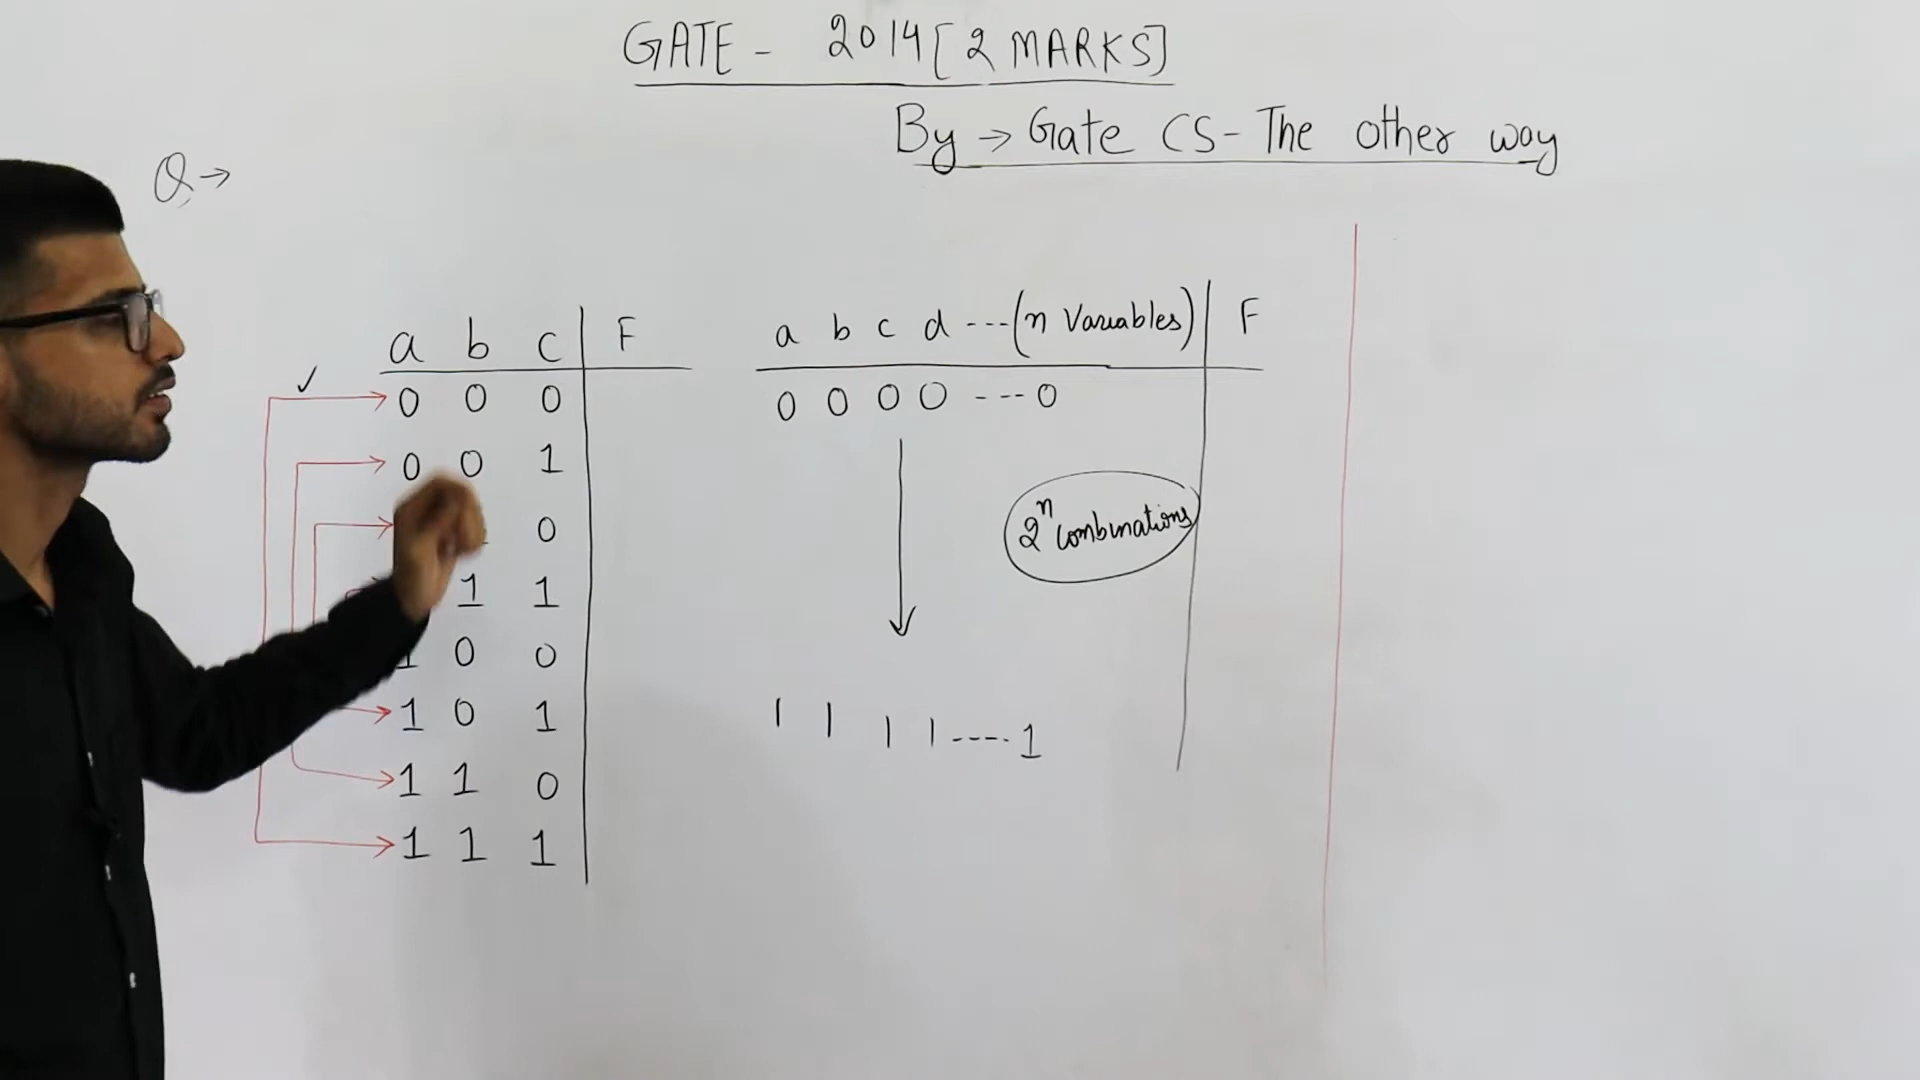 GATE - 2014 [2 MARKS]
By → Gate CS - The other way
Q →
a b c F
0 0 0
0 0 1
0
1 1
1 0 0
1 0 1
1 1 0
1 1 1
a b c d ---(n Variables) F
0 0 0 0 ---0
2ⁿ combinations
1 1 1 1 ----1